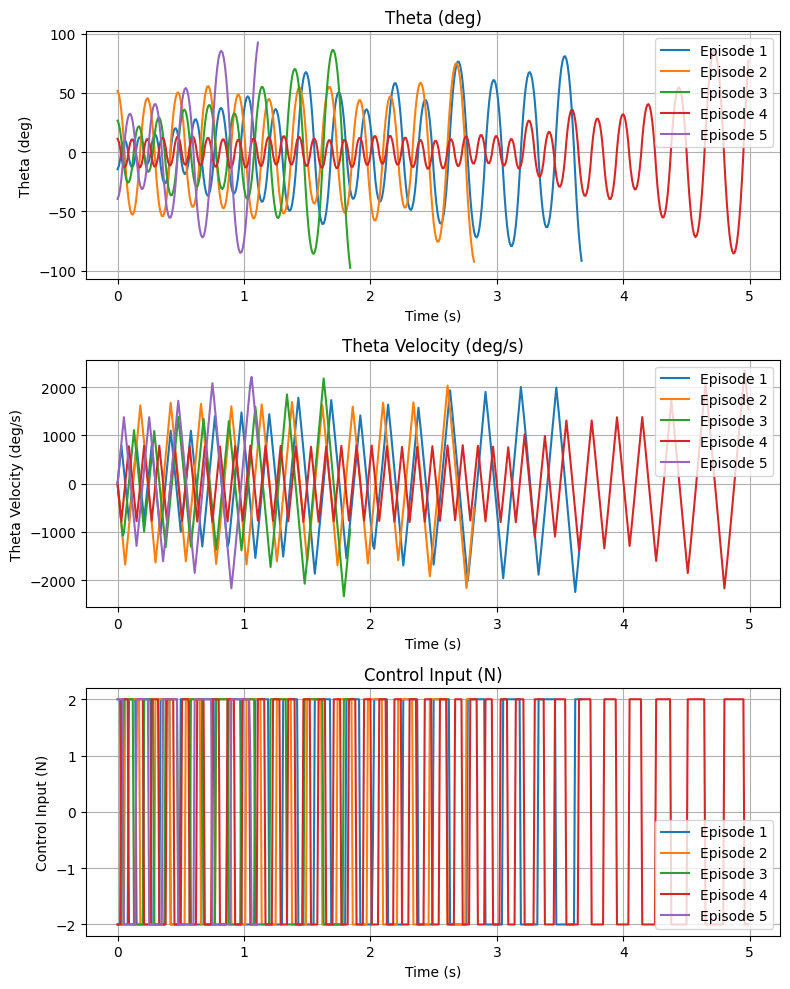 Theta (deg)
Theta (deg)
100
50
0
−50
−100
0
1
2
3
4
5
Time (s)
Episode 1
Episode 2
Episode 3
Episode 4
Episode 5
Theta Velocity (deg/s)
Theta Velocity (deg/s)
2000
1000
0
−1000
−2000
0
1
2
3
4
5
Time (s)
Episode 1
Episode 2
Episode 3
Episode 4
Episode 5
Control Input (N)
Control Input (N)
2
1
0
−1
−2
0
1
2
3
4
5
Time (s)
Episode 1
Episode 2
Episode 3
Episode 4
Episode 5